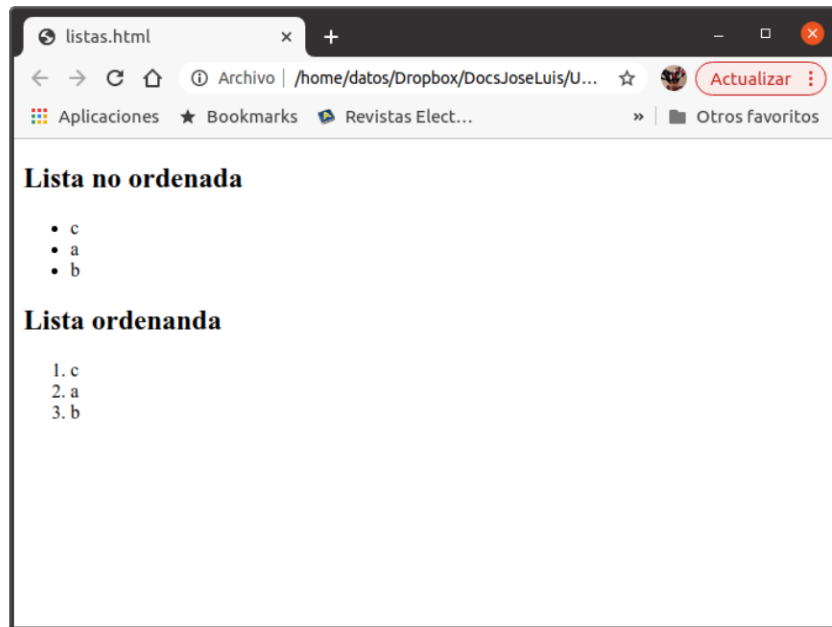 listas.html
Archivo | /home/datos/Dropbox/DocsJoseLuis/U... Actualizar
Aplicaciones Bookmarks Revistas Elect... » Otros favoritos
Lista no ordenada
• c
• a
• b
Lista ordenanda
1. c
2. a
3. b